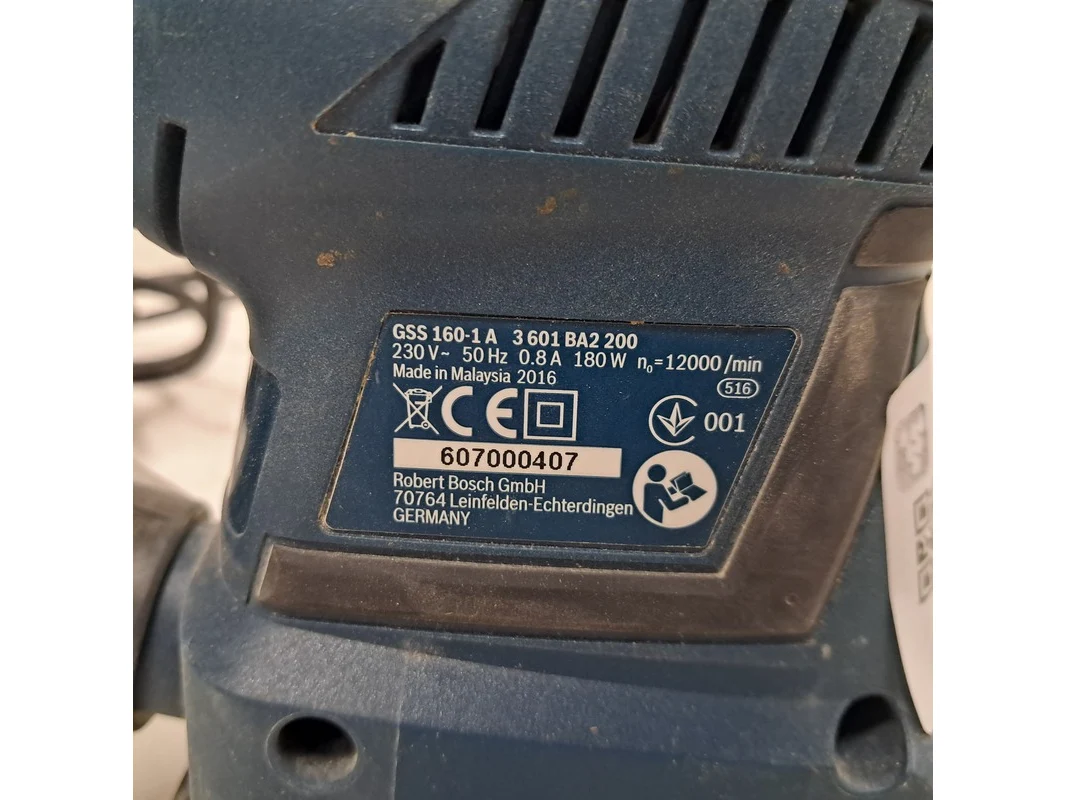 GSS 160-1 A 3 601 BA2 200
230 V~ 50 Hz 0.8 A 180 W n₀=12000 /min
Made in Malaysia 2016
516
CE
001
607000407
Robert Bosch GmbH
70764 Leinfelden-Echterdingen
GERMANY